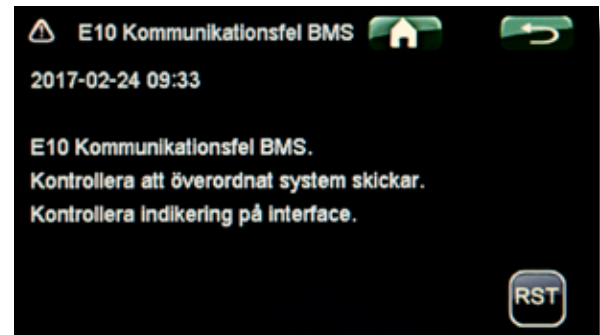 E10 Kommunikationsfel BMS
2017-02-24 09:33
E10 Kommunikationsfel BMS.
Kontrollera att överordnat system skickar.
Kontrollera indikering på interface.
RST